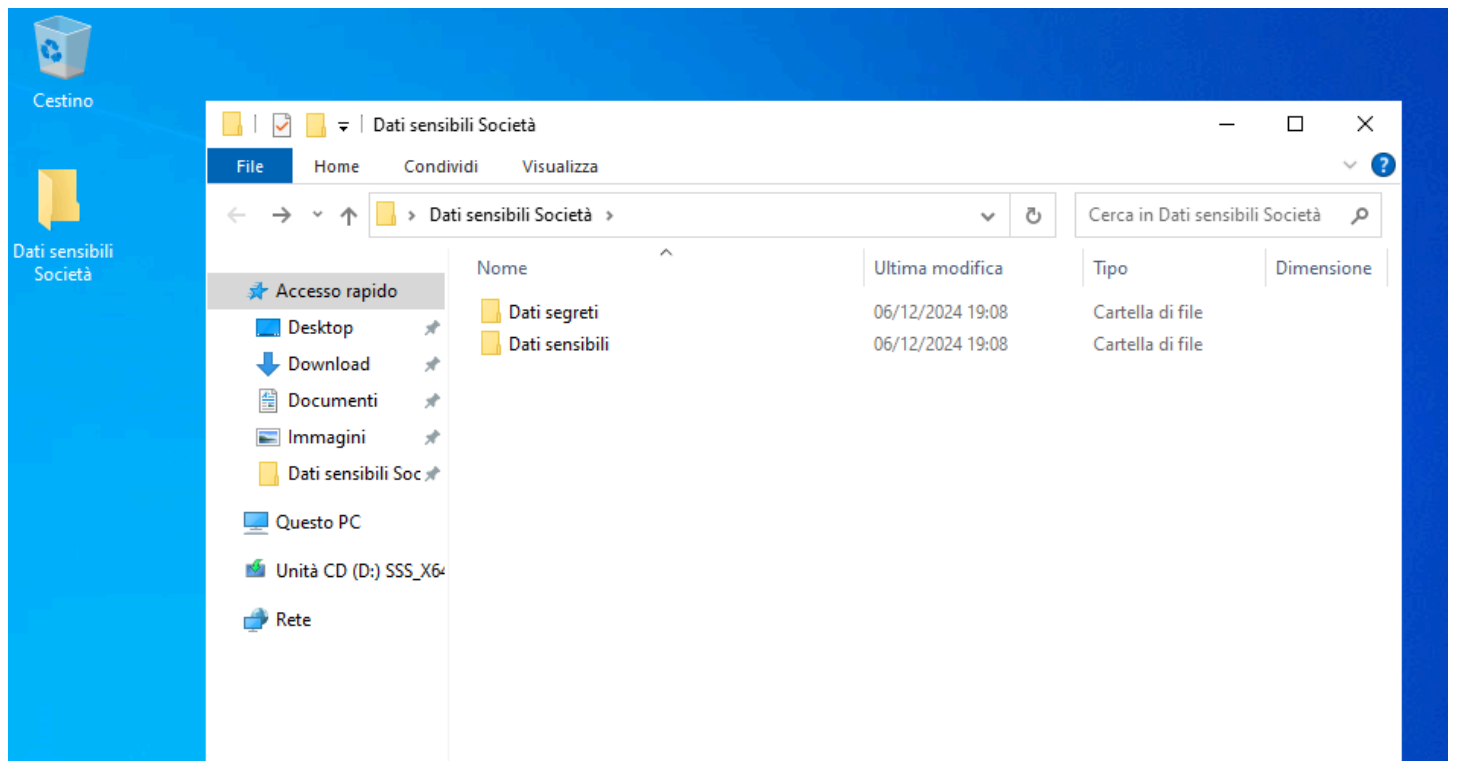 Cestino
Dati sensibili
Società
Dati sensibili Società
File Home Condividi Visualizza
Dati sensibili Società
Cerca in Dati sensibili Società
Nome Ultima modifica Tipo Dimensione
Dati segreti 06/12/2024 19:08 Cartella di file
Dati sensibili 06/12/2024 19:08 Cartella di file
Accesso rapido
Desktop
Download
Documenti
Immagini
Dati sensibili Soc
Questo PC
Unità CD (D:) SSS_X64
Rete